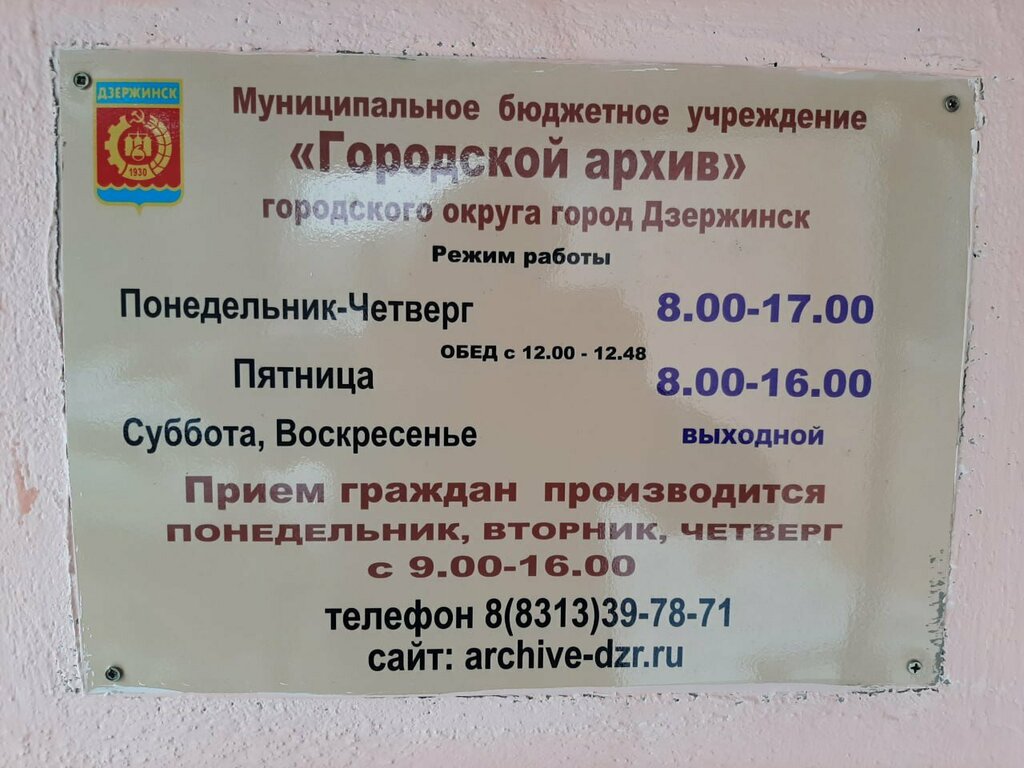 ДЗЕРЖИНСК
1930
Муниципальное бюджетное учреждение
«Городской архив»
городского округа город Дзержинск
Режим работы
Понедельник-Четверг 8.00-17.00
ОБЕД с 12.00 - 12.48
Пятница 8.00-16.00
Суббота, Воскресенье выходной
Прием граждан производится
ПОНЕДЕЛЬНИК, ВТОРНИК, ЧЕТВЕРГ
с 9.00-16.00
телефон 8(8313)39-78-71
сайт: archive-dzr.ru